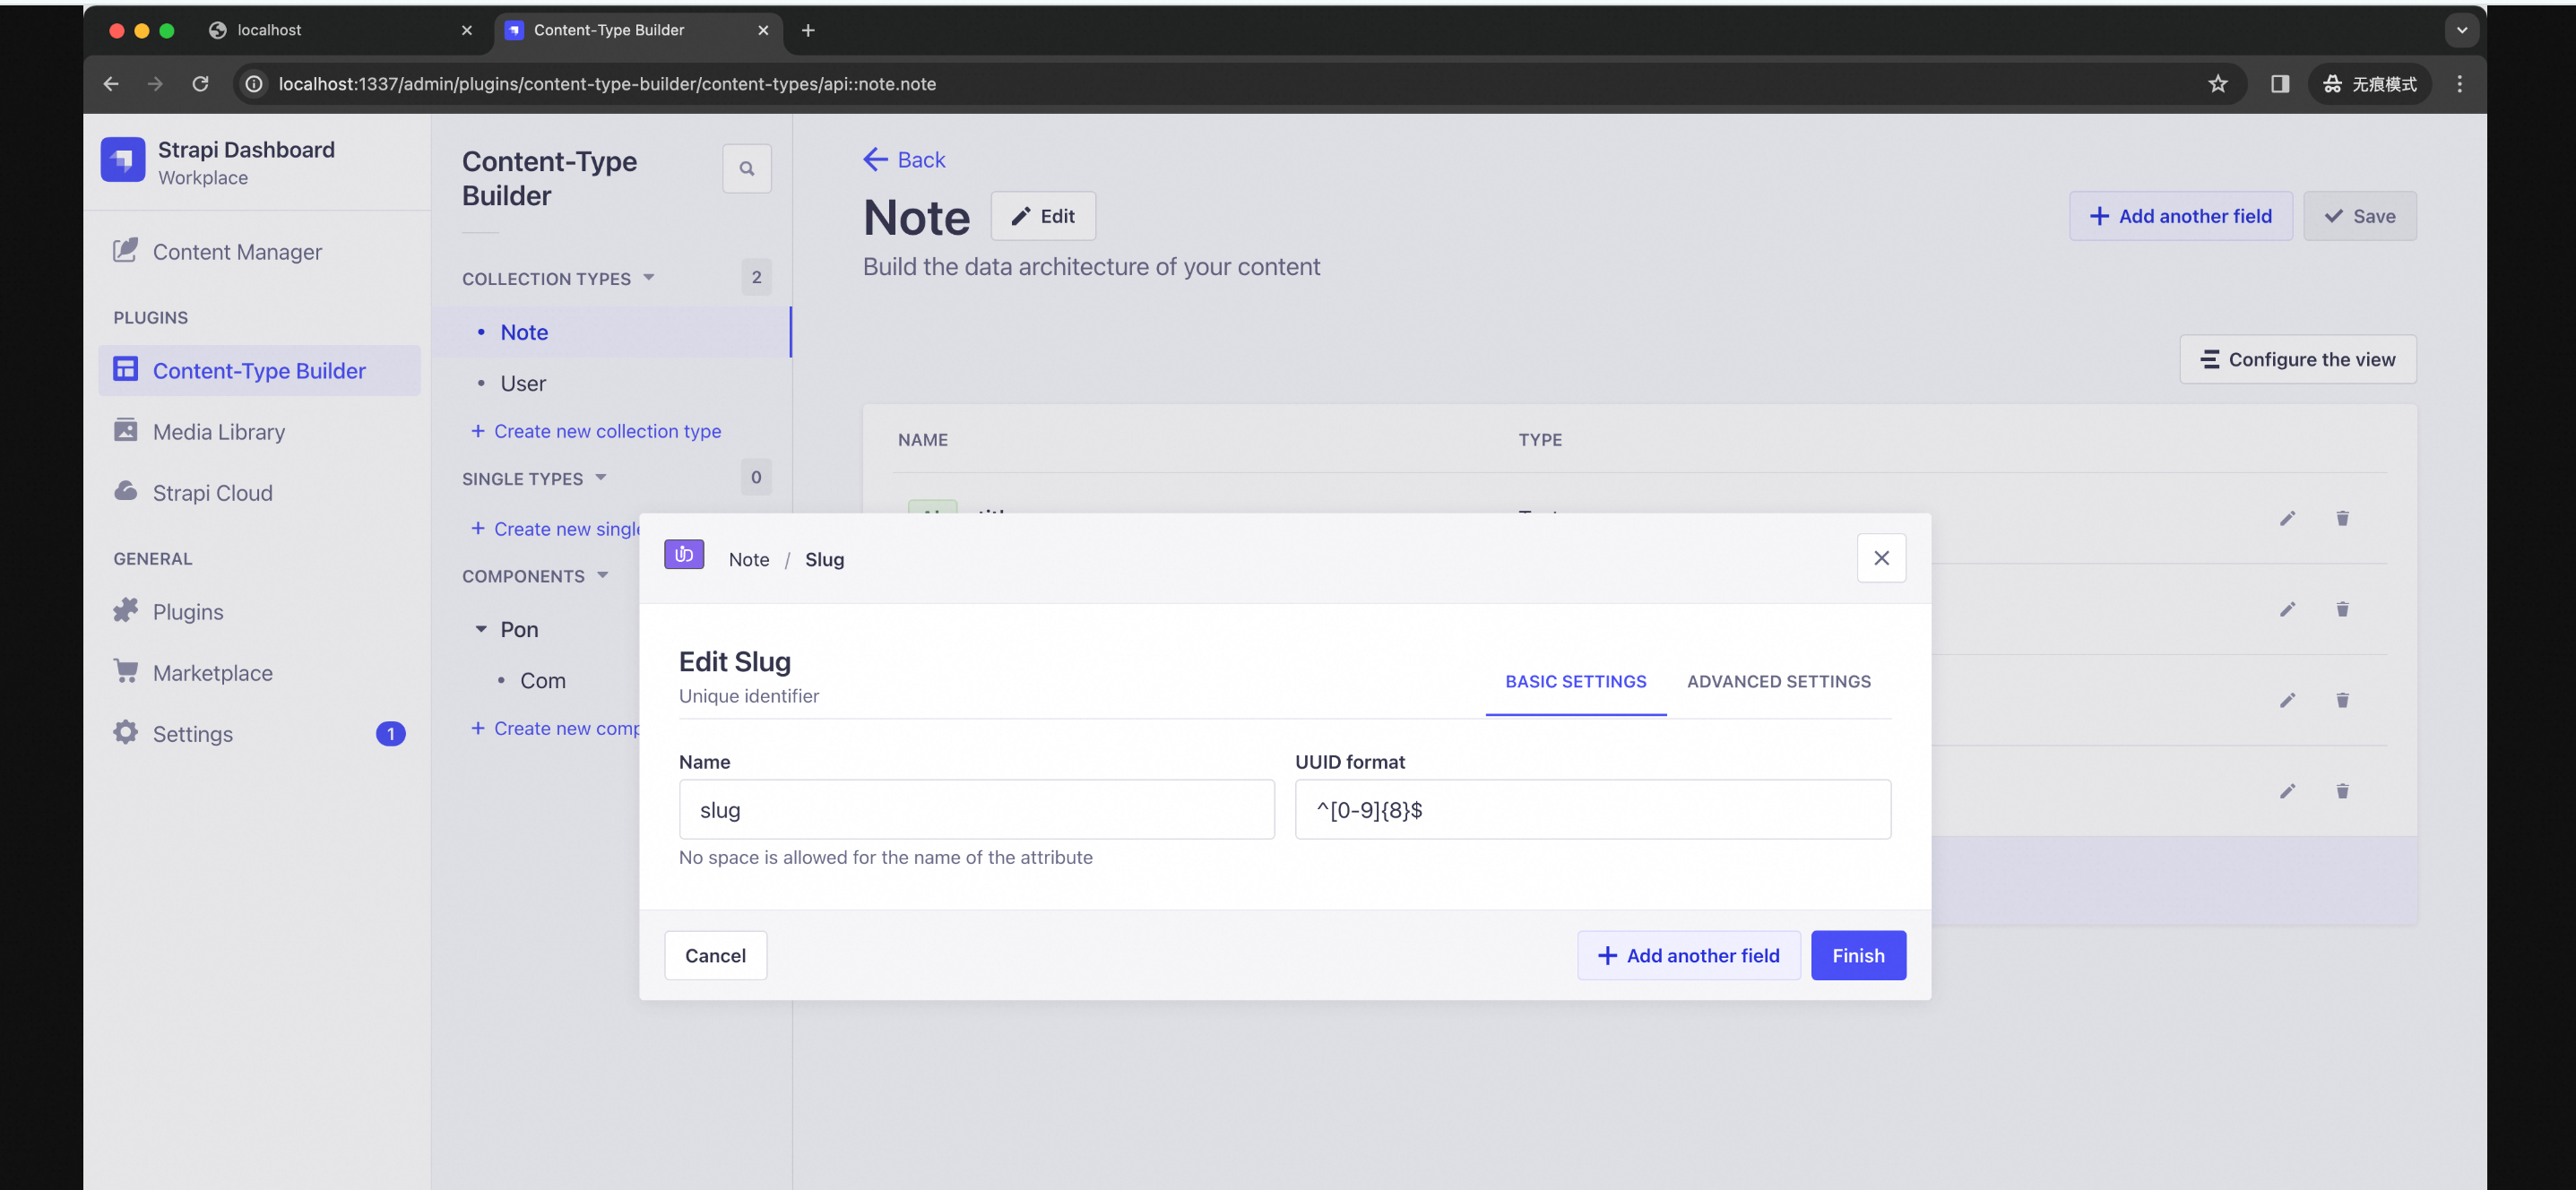 localhost
Content-Type Builder
localhost:1337/admin/plugins/content-type-builder/content-types/api::note.note
无痕模式
Strapi Dashboard
Workplace
Content Manager
PLUGINS
Content-Type Builder
Media Library
Strapi Cloud
GENERAL
Plugins
Marketplace
Settings
1
Content-Type
Builder
COLLECTION TYPES
2
Note
User
+ Create new collection type
SINGLE TYPES
0
+ Create new single
COMPONENTS
Pon
Com
+ Create new comp
Back
Note
Edit
Build the data architecture of your content
+ Add another field
Save
Configure the view
NAME
TYPE
Note / Slug
Edit Slug
Unique identifier
BASIC SETTINGS
ADVANCED SETTINGS
Name
slug
No space is allowed for the name of the attribute
UUID format
^[0-9]{8}$
Cancel
+ Add another field
Finish